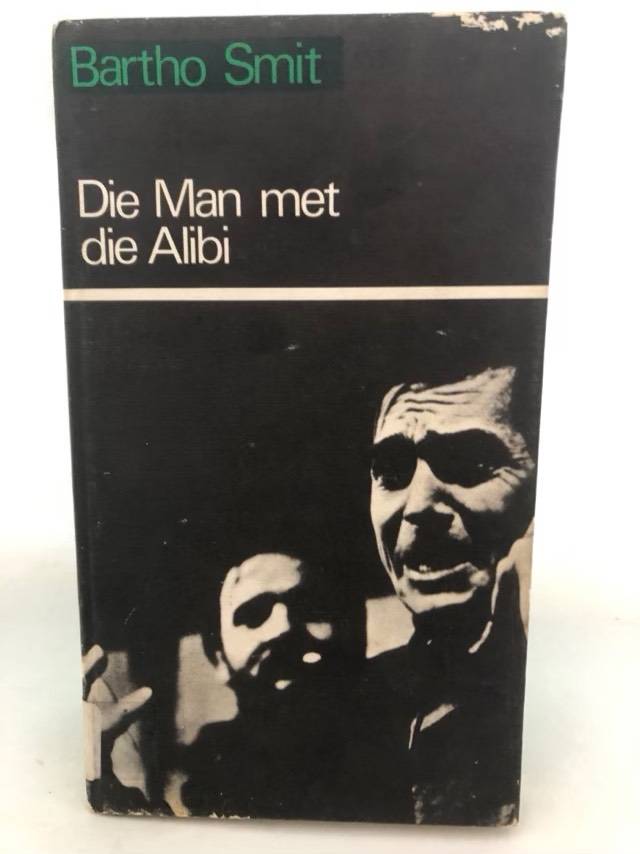 Bartho Smit
Die Man met
die Alibi